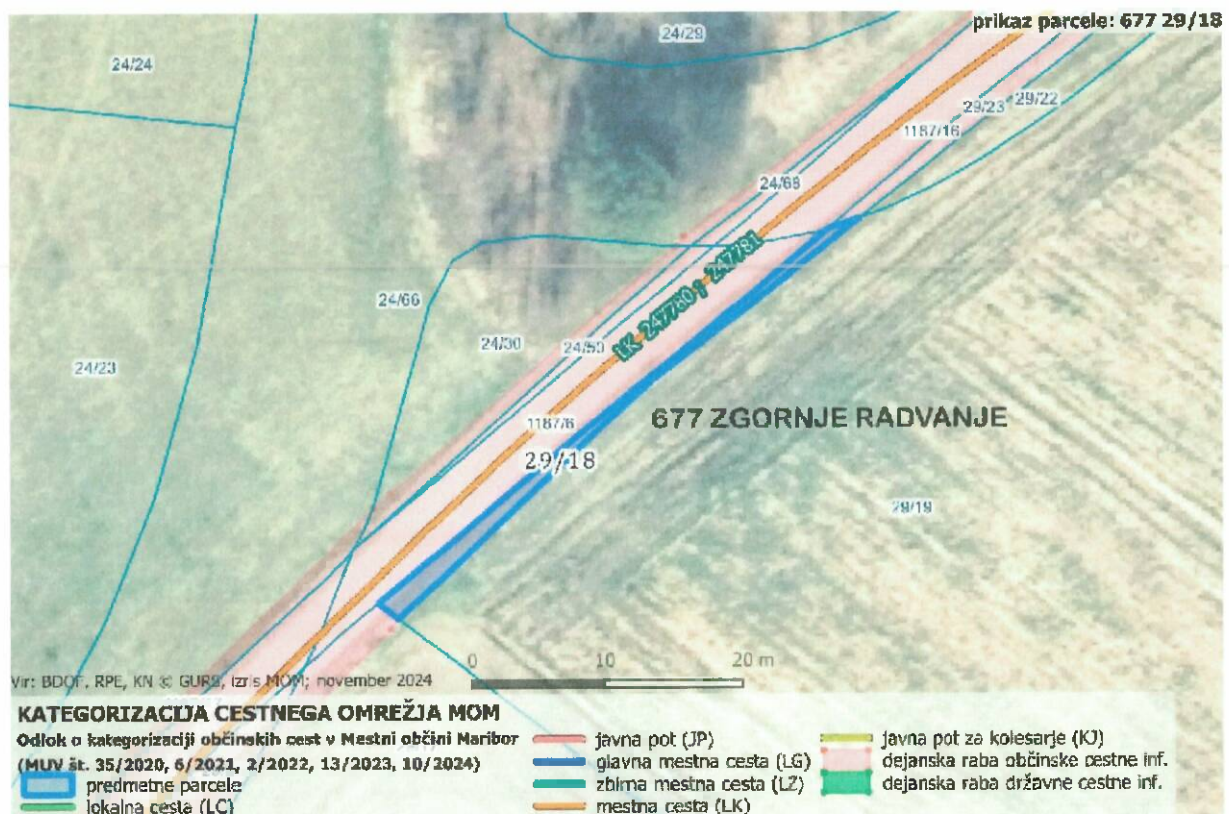 prikaz parcele: 677 29/18
24/29
24/24
29/22
29/23
1187/16
24/69
LK 247780 ; 247781
24/66
24/30
24/50
24/23
677 ZGORNJE RADVANJE
1187/6
29/18
29/19
0 10 20 m
Vir: BDOF, RPE, KN © GURS, izris MOM; november 2024
KATEGORIZACIJA CESTNEGA OMREŽJA MOM
Odlok o kategorizaciji občinskih cest v Mestni občini Maribor
(MUV št. 35/2020, 6/2021, 2/2022, 13/2023, 10/2024)
predmetne parcele
lokalna cesta (LC)
javna pot (JP)
glavna mestna cesta (LG)
zbirna mestna cesta (LZ)
mestna cesta (LK)
javna pot za kolesarje (KJ)
dejanska raba občinske cestne inf.
dejanska raba državne cestne inf.